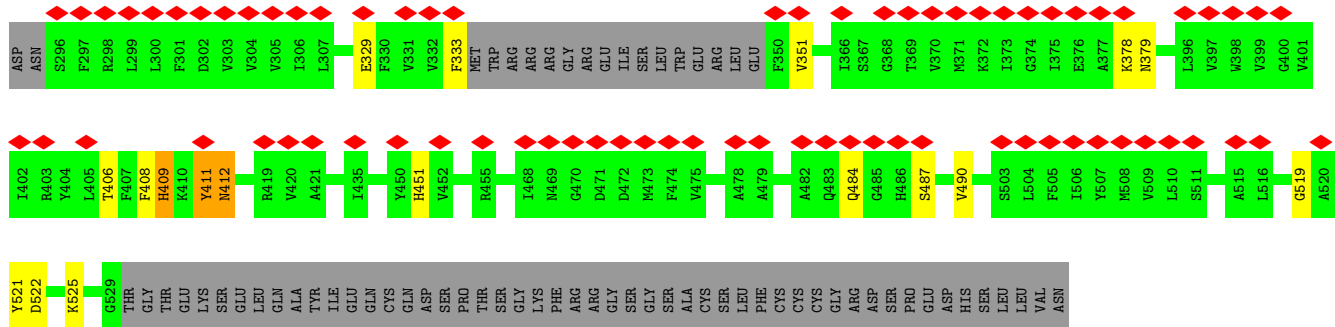 ASP ASN S296 F297 R298 L299 L300 F301 D302 V303 V304 V305 I306 L307 E329 F330 V331 V332 F333 MET TRP ARG ARG ARG GLY ARG GLU ILE SER LEU TRP GLU ARG LEU GLU F350 V351 I366 S367 G368 T369 V370 M371 K372 I373 G374 I375 E376 A377 K378 N379 L396 V397 W398 V399 G400 V401
I402 R403 Y404 L405 T406 F407 F408 H409 K410 Y411 N412 R419 V420 A421 I435 Y450 H451 V452 R455 I468 N469 G470 D471 D472 M473 F474 V475 A478 A479 A482 Q483 Q484 G485 H486 S487 V490 S503 L504 F505 I506 Y507 M508 V509 L510 S511 A515 L516 G519 A520
Y521 D522 K525 G529 THR GLY THR GLU LYS SER GLU LEU GLN ALA TYR ILE GLU GLN CYS GLN ASP SER PRO THR SER GLY LYS PHE ARG ARG GLY SER GLY SER ALA CYS SER LEU PHE CYS CYS CYS GLY ARG ASP SER PRO GLU ASP HIS SER LEU LEU VAL ASN